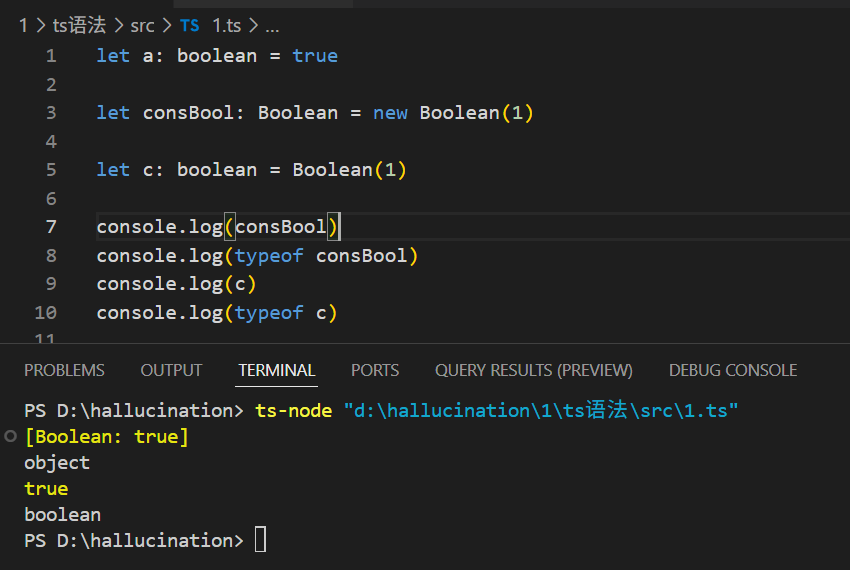 1 > ts语法 > src > TS 1.ts > ...
1 let a: boolean = true
2
3 let consBool: Boolean = new Boolean(1)
4
5 let c: boolean = Boolean(1)
6
7 console.log(consBool)
8 console.log(typeof consBool)
9 console.log(c)
10 console.log(typeof c)
11
PROBLEMS OUTPUT TERMINAL PORTS QUERY RESULTS (PREVIEW) DEBUG CONSOLE
PS D:\hallucination> ts-node "d:\hallucination\1\ts语法\src\1.ts"
[Boolean: true]
object
true
boolean
PS D:\hallucination>